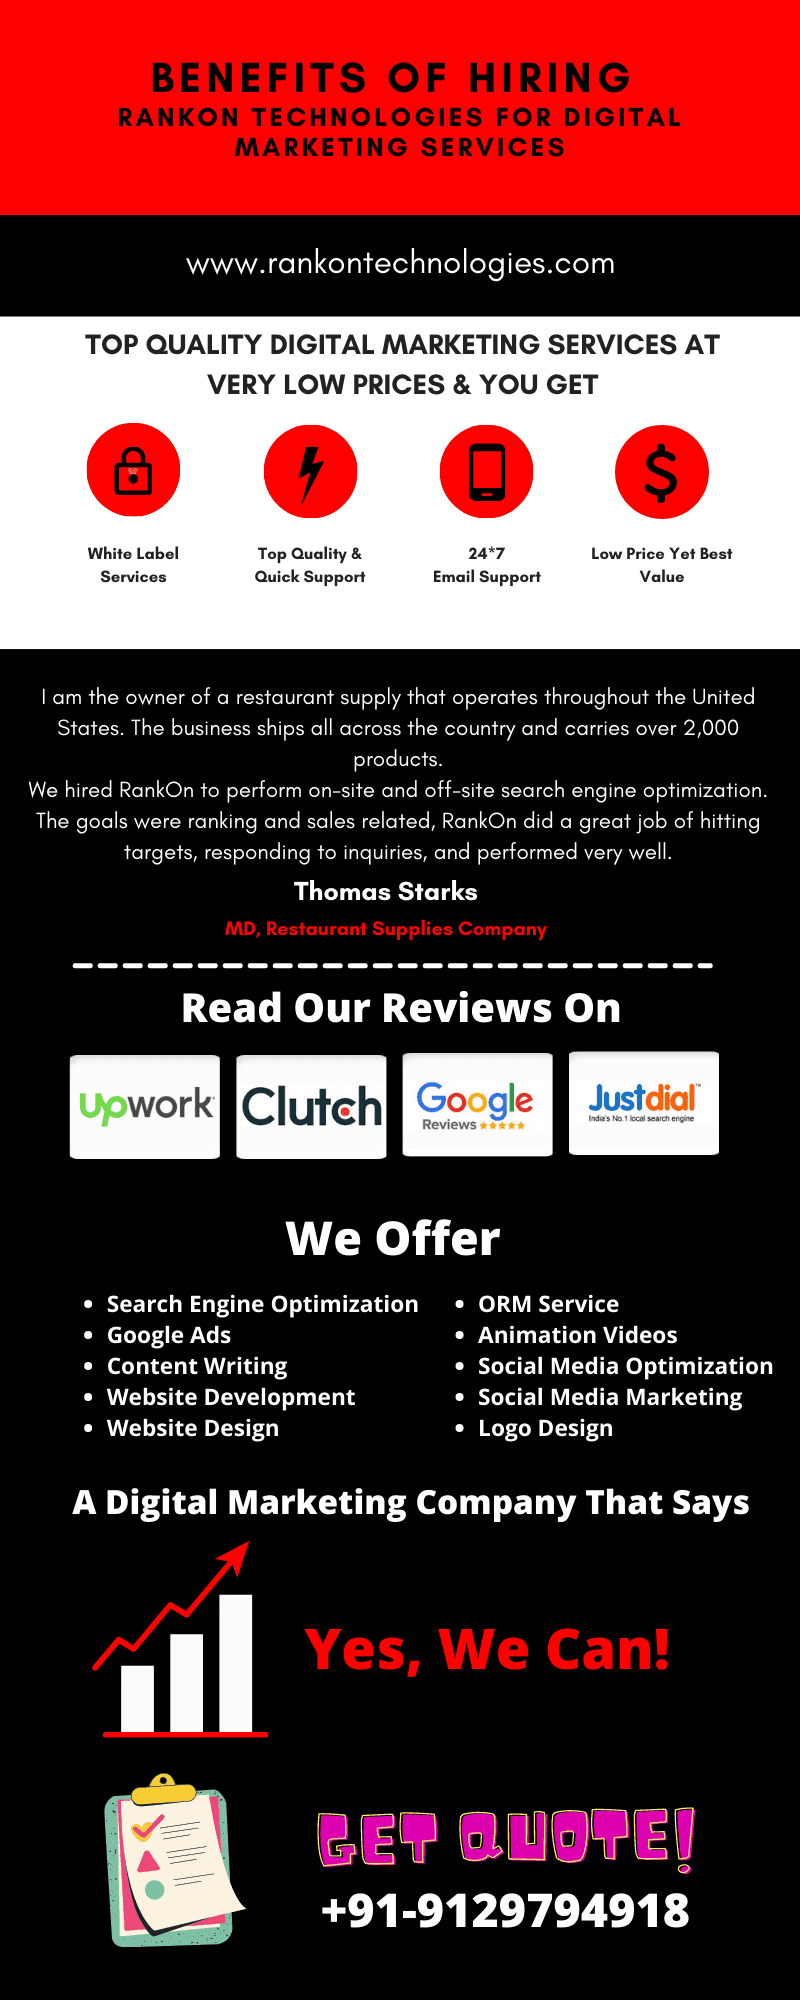 BENEFITS OF HIRING
RANKON TECHNOLOGIES FOR DIGITAL
MARKETING SERVICES
www.rankontechnologies.com
TOP QUALITY DIGITAL MARKETING SERVICES AT
VERY LOW PRICES & YOU GET
White Label
Services
Top Quality &
Quick Support
24*7
Email Support
Low Price Yet Best
Value
I am the owner of a restaurant supply that operates throughout the United
States. The business ships all across the country and carries over 2,000
products.
We hired RankOn to perform on-site and off-site search engine optimization.
The goals were ranking and sales related, RankOn did a great job of hitting
targets, responding to inquiries, and performed very well.
Thomas Starks
MD, Restaurant Supplies Company
Read Our Reviews On
upwork
Clutch
Google
Reviews
Justdial™
India's No.1 local search engine
We Offer
• Search Engine Optimization
• Google Ads
• Content Writing
• Website Development
• Website Design
• ORM Service
• Animation Videos
• Social Media Optimization
• Social Media Marketing
• Logo Design
A Digital Marketing Company That Says
Yes, We Can!
GET QUOTE!
+91-9129794918